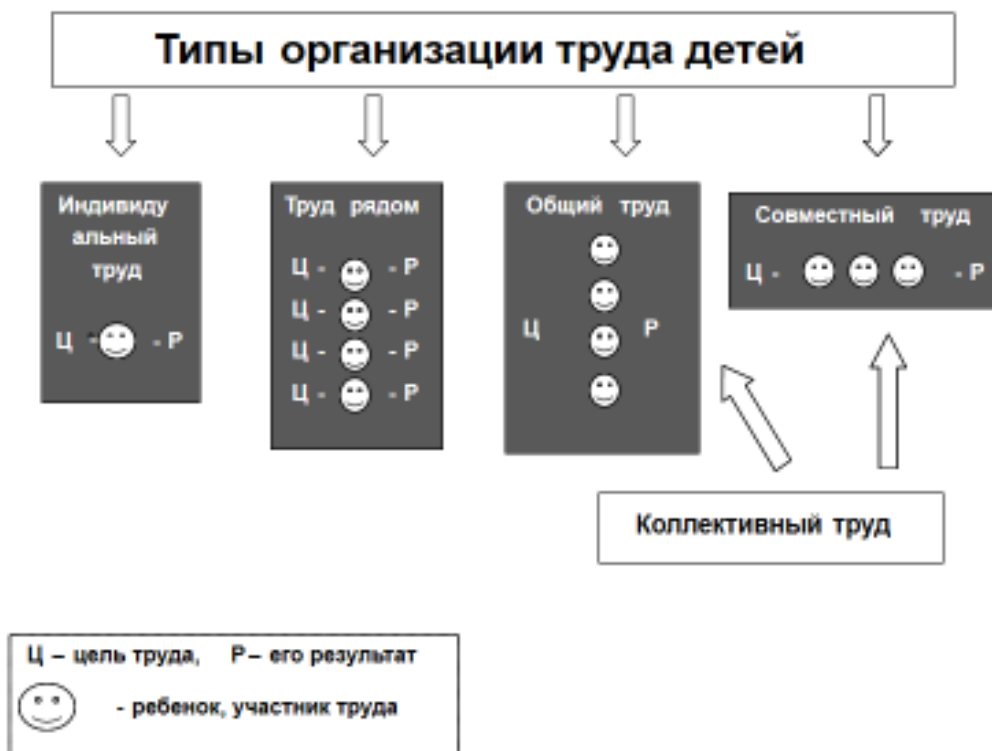 Типы организации труда детей
Индивиду
альный
труд
Ц - - Р
Труд рядом
Ц - - Р
Ц - - Р
Ц - - Р
Ц - - Р
Общий труд
Ц Р
Совместный труд
Ц - - Р
Коллективный труд
Ц – цель труда, Р– его результат
- ребенок, участник труда